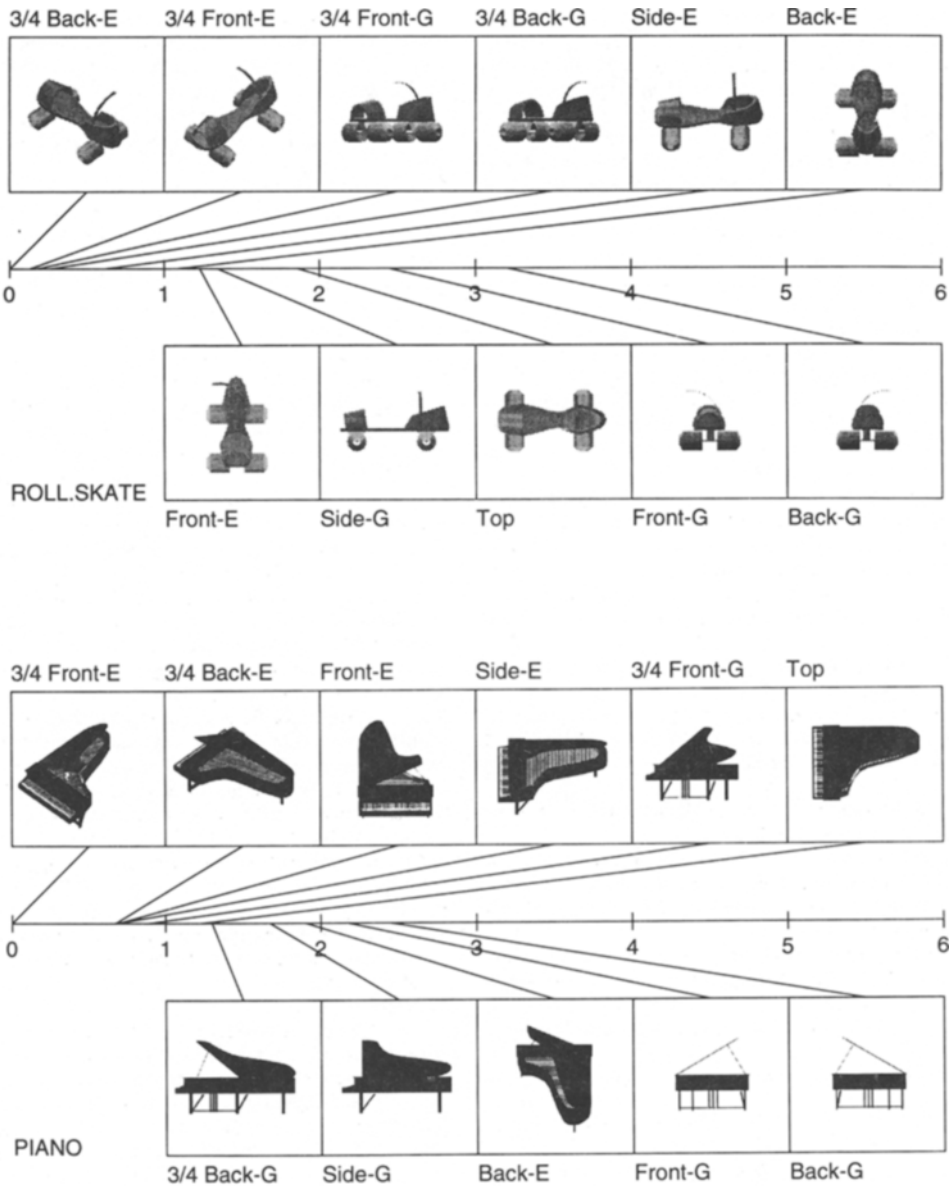 3/4 Back-E 3/4 Front-E 3/4 Front-G 3/4 Back-G Side-E Back-E
0 1 2 3 4 5 6
ROLL.SKATE
Front-E Side-G Top Front-G Back-G
3/4 Front-E 3/4 Back-E Front-E Side-E 3/4 Front-G Top
0 1 2 3 4 5 6
PIANO
3/4 Back-G Side-G Back-E Front-G Back-G